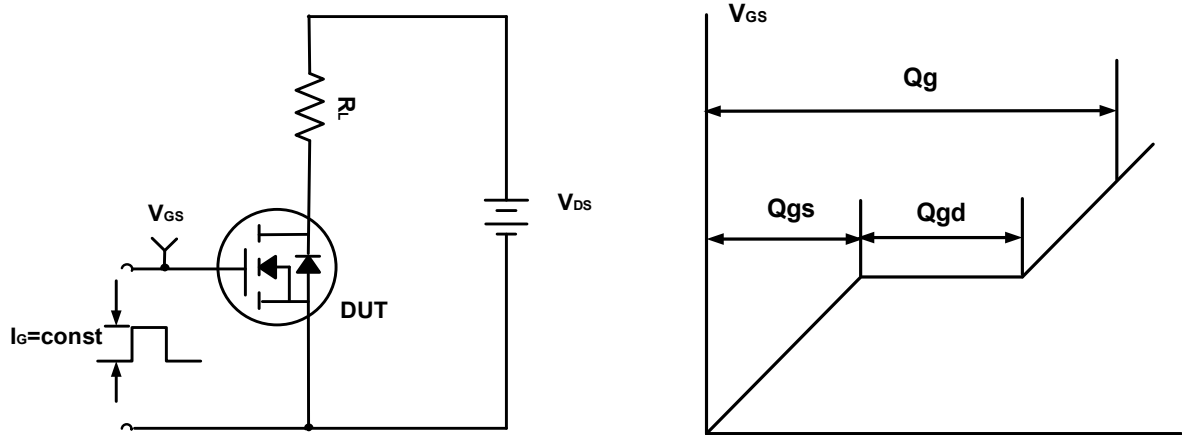 RL
VGS
VDS
DUT
IG=const
VGS
Qg
Qgs
Qgd